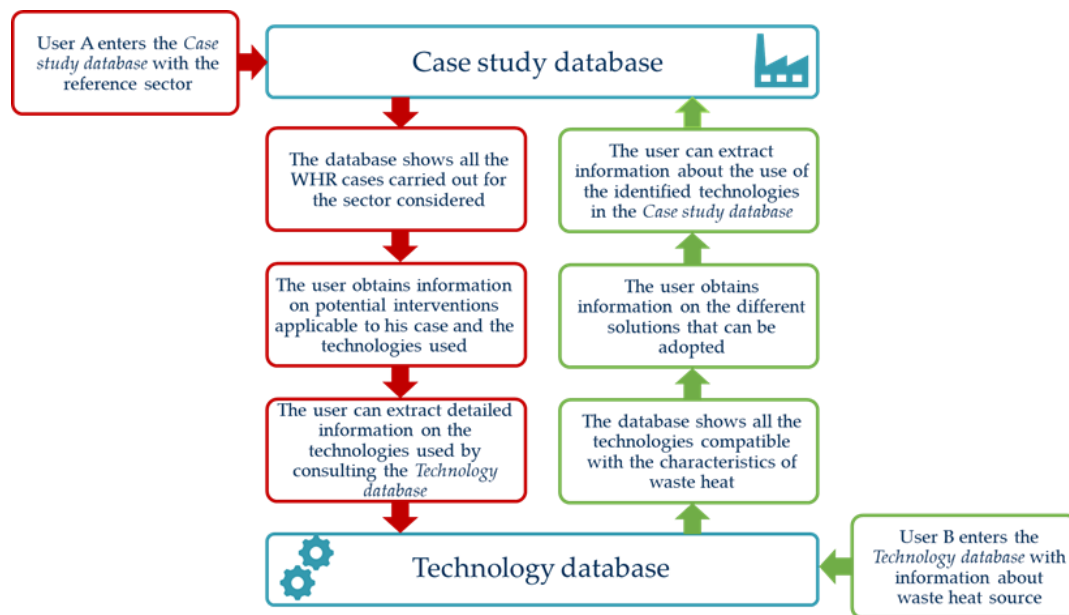 User A enters the Case
study database with the
reference sector
Case study database
The database shows all the
WHR cases carried out for
the sector considered
The user obtains information
on potential interventions
applicable to his case and the
technologies used
The user can extract detailed
information on the
technologies used by
consulting the Technology
database
The user can extract
information about the use of
the identified technologies
in the Case study database
The user obtains
information on the different
solutions that can be
adopted
The database shows all the
technologies compatible
with the characteristics of
waste heat
Technology database
User B enters the
Technology database with
information about
waste heat source